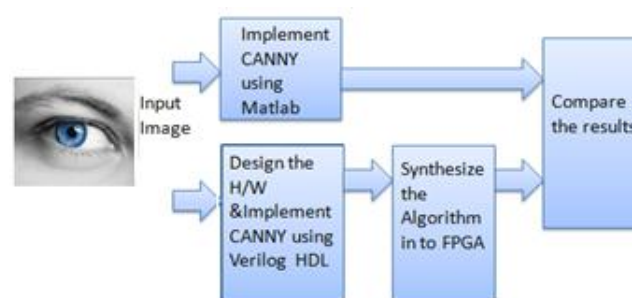 Input
Image
Implement
CANNY
using
Matlab
Design the
H/W
&Implement
CANNY using
Verilog HDL
Synthesize
the
Algorithm
in to FPGA
Compare
the results